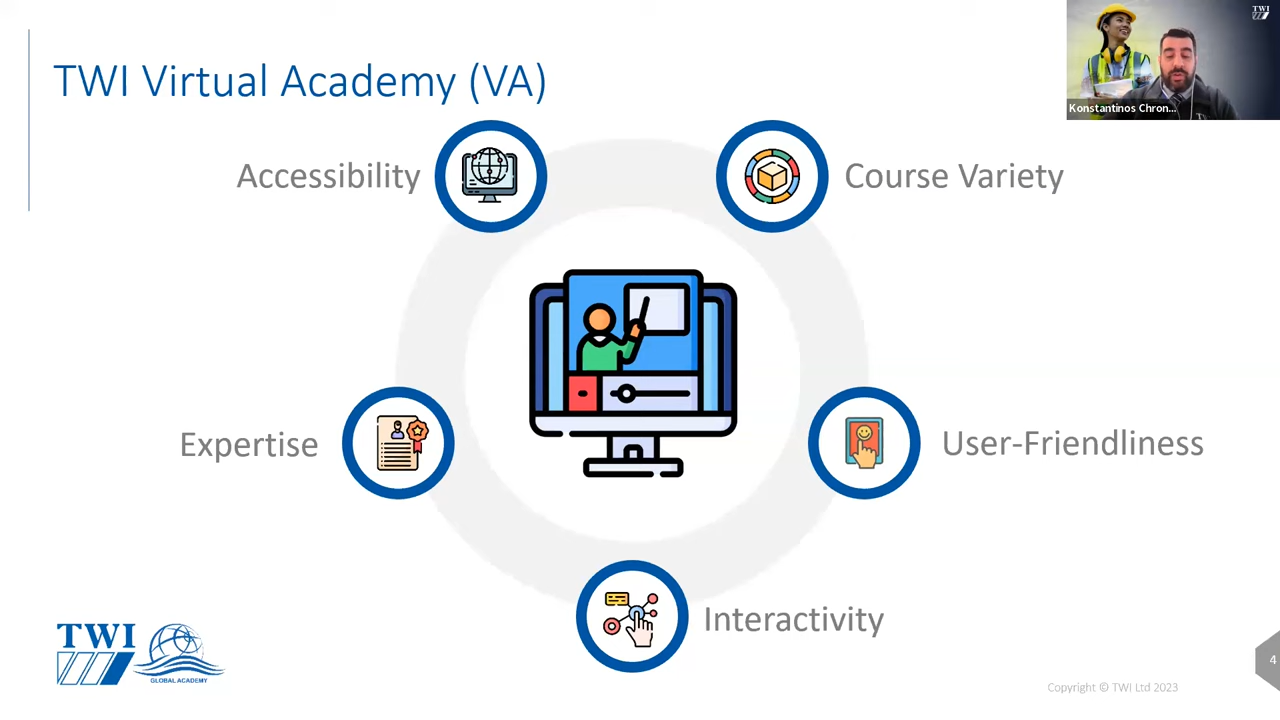 TWI Virtual Academy (VA)
TWI
Konstantinos Chron...
Accessibility
Course Variety
Expertise
User-Friendliness
Interactivity
TWI
GLOBAL ACADEMY
Copyright © TWI Ltd 2023
4